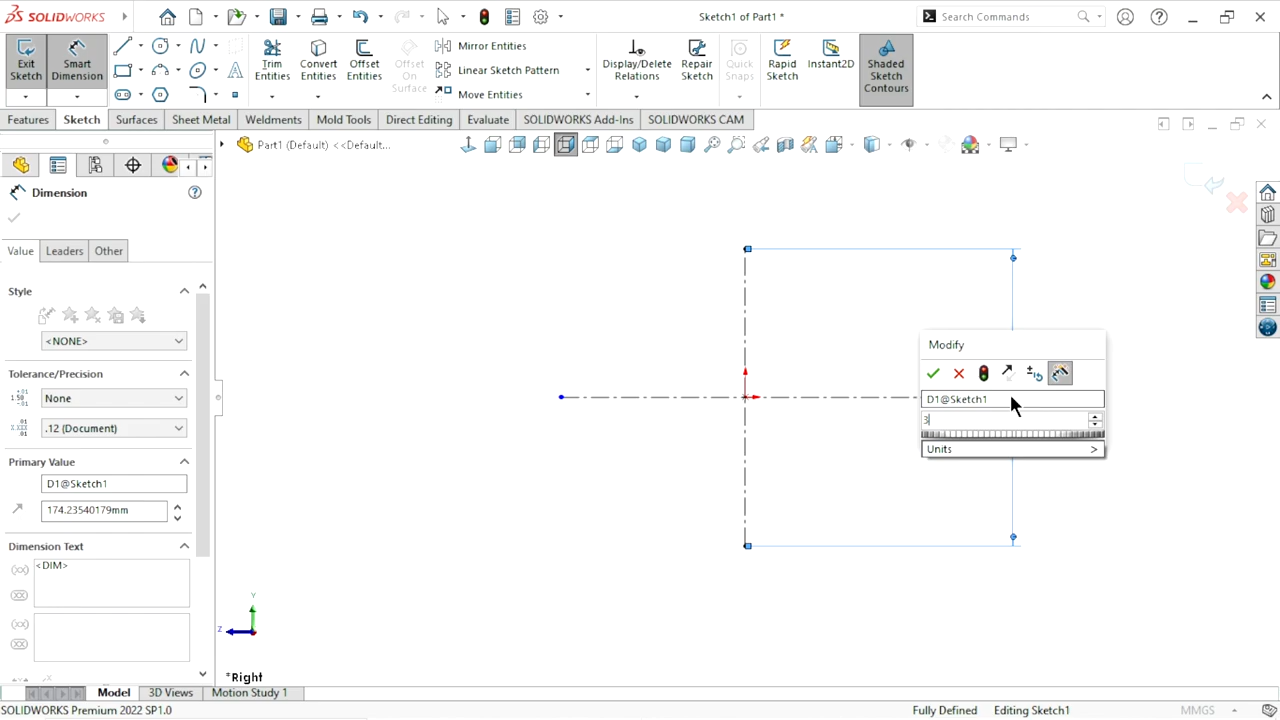 SOLIDWORKS
Sketch1 of Part1 *
Search Commands
Exit Sketch
Smart Dimension
Trim Entities
Convert Entities
Offset Entities
Offset On Surface
Mirror Entities
Linear Sketch Pattern
Move Entities
Display/Delete Relations
Repair Sketch
Quick Snaps
Rapid Sketch
Instant2D
Shaded Sketch Contours
Features
Sketch
Surfaces
Sheet Metal
Weldments
Mold Tools
Direct Editing
Evaluate
SOLIDWORKS Add-Ins
SOLIDWORKS CAM
Part1 (Default) <<Default...
Dimension
Value
Leaders
Other
Style
<NONE>
Tolerance/Precision
None
.12 (Document)
Primary Value
D1@Sketch1
174.23540179mm
Dimension Text
<DIM>
Modify
D1@Sketch1
3
Units
Y
Z
*Right
Model
3D Views
Motion Study 1
SOLIDWORKS Premium 2022 SP1.0
Fully Defined
Editing Sketch1
MMGS